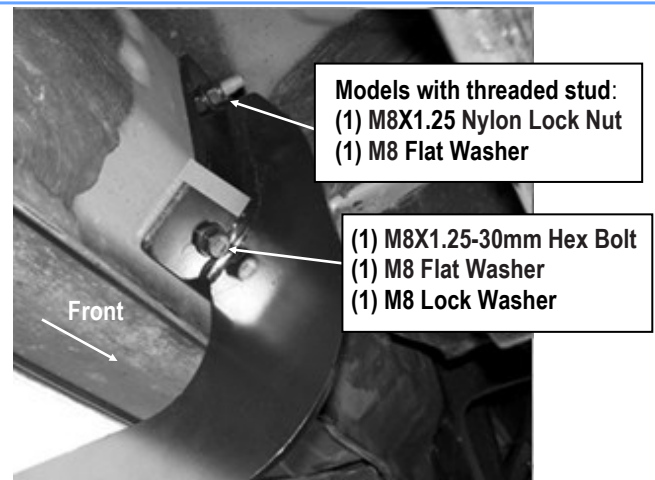 Models with threaded stud:
(1) M8X1.25 Nylon Lock Nut
(1) M8 Flat Washer
(1) M8X1.25-30mm Hex Bolt
(1) M8 Flat Washer
(1) M8 Lock Washer
Front